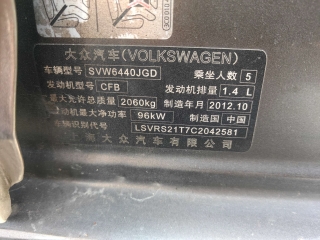 大众汽车(VOLKSWAGEN)
车辆型号 SVW6440JGD 乘坐人数 5
发动机型号 CFB 发动机排量 1.4 L
最大允许总质量 2060kg 制造年月 2012.10
发动机最大净功率 96kW 制造国 中国
车辆识别代号 LSVRS21T7C2042581
大众汽车有限公司